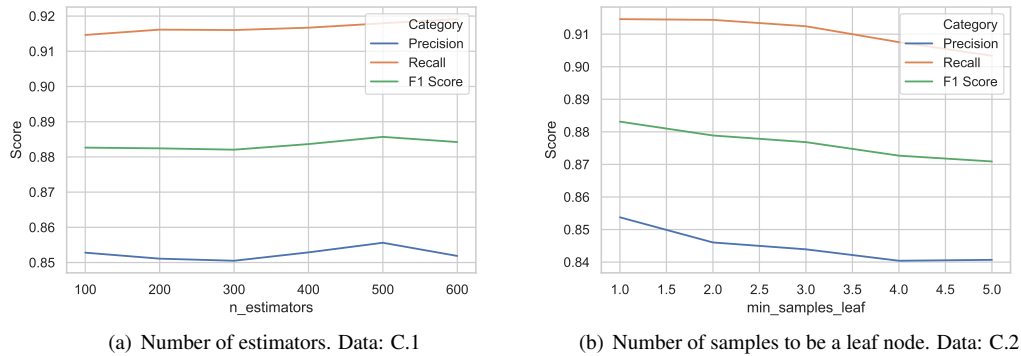 0.92
0.91
0.90
0.89
0.88
0.87
0.86
0.85
Score
100 200 300 400 500 600
n_estimators
Category
Precision
Recall
F1 Score
(a) Number of estimators. Data: C.1
0.91
0.90
0.89
0.88
0.87
0.86
0.85
0.84
Score
1.0 1.5 2.0 2.5 3.0 3.5 4.0 4.5 5.0
min_samples_leaf
Category
Precision
Recall
F1 Score
(b) Number of samples to be a leaf node. Data: C.2